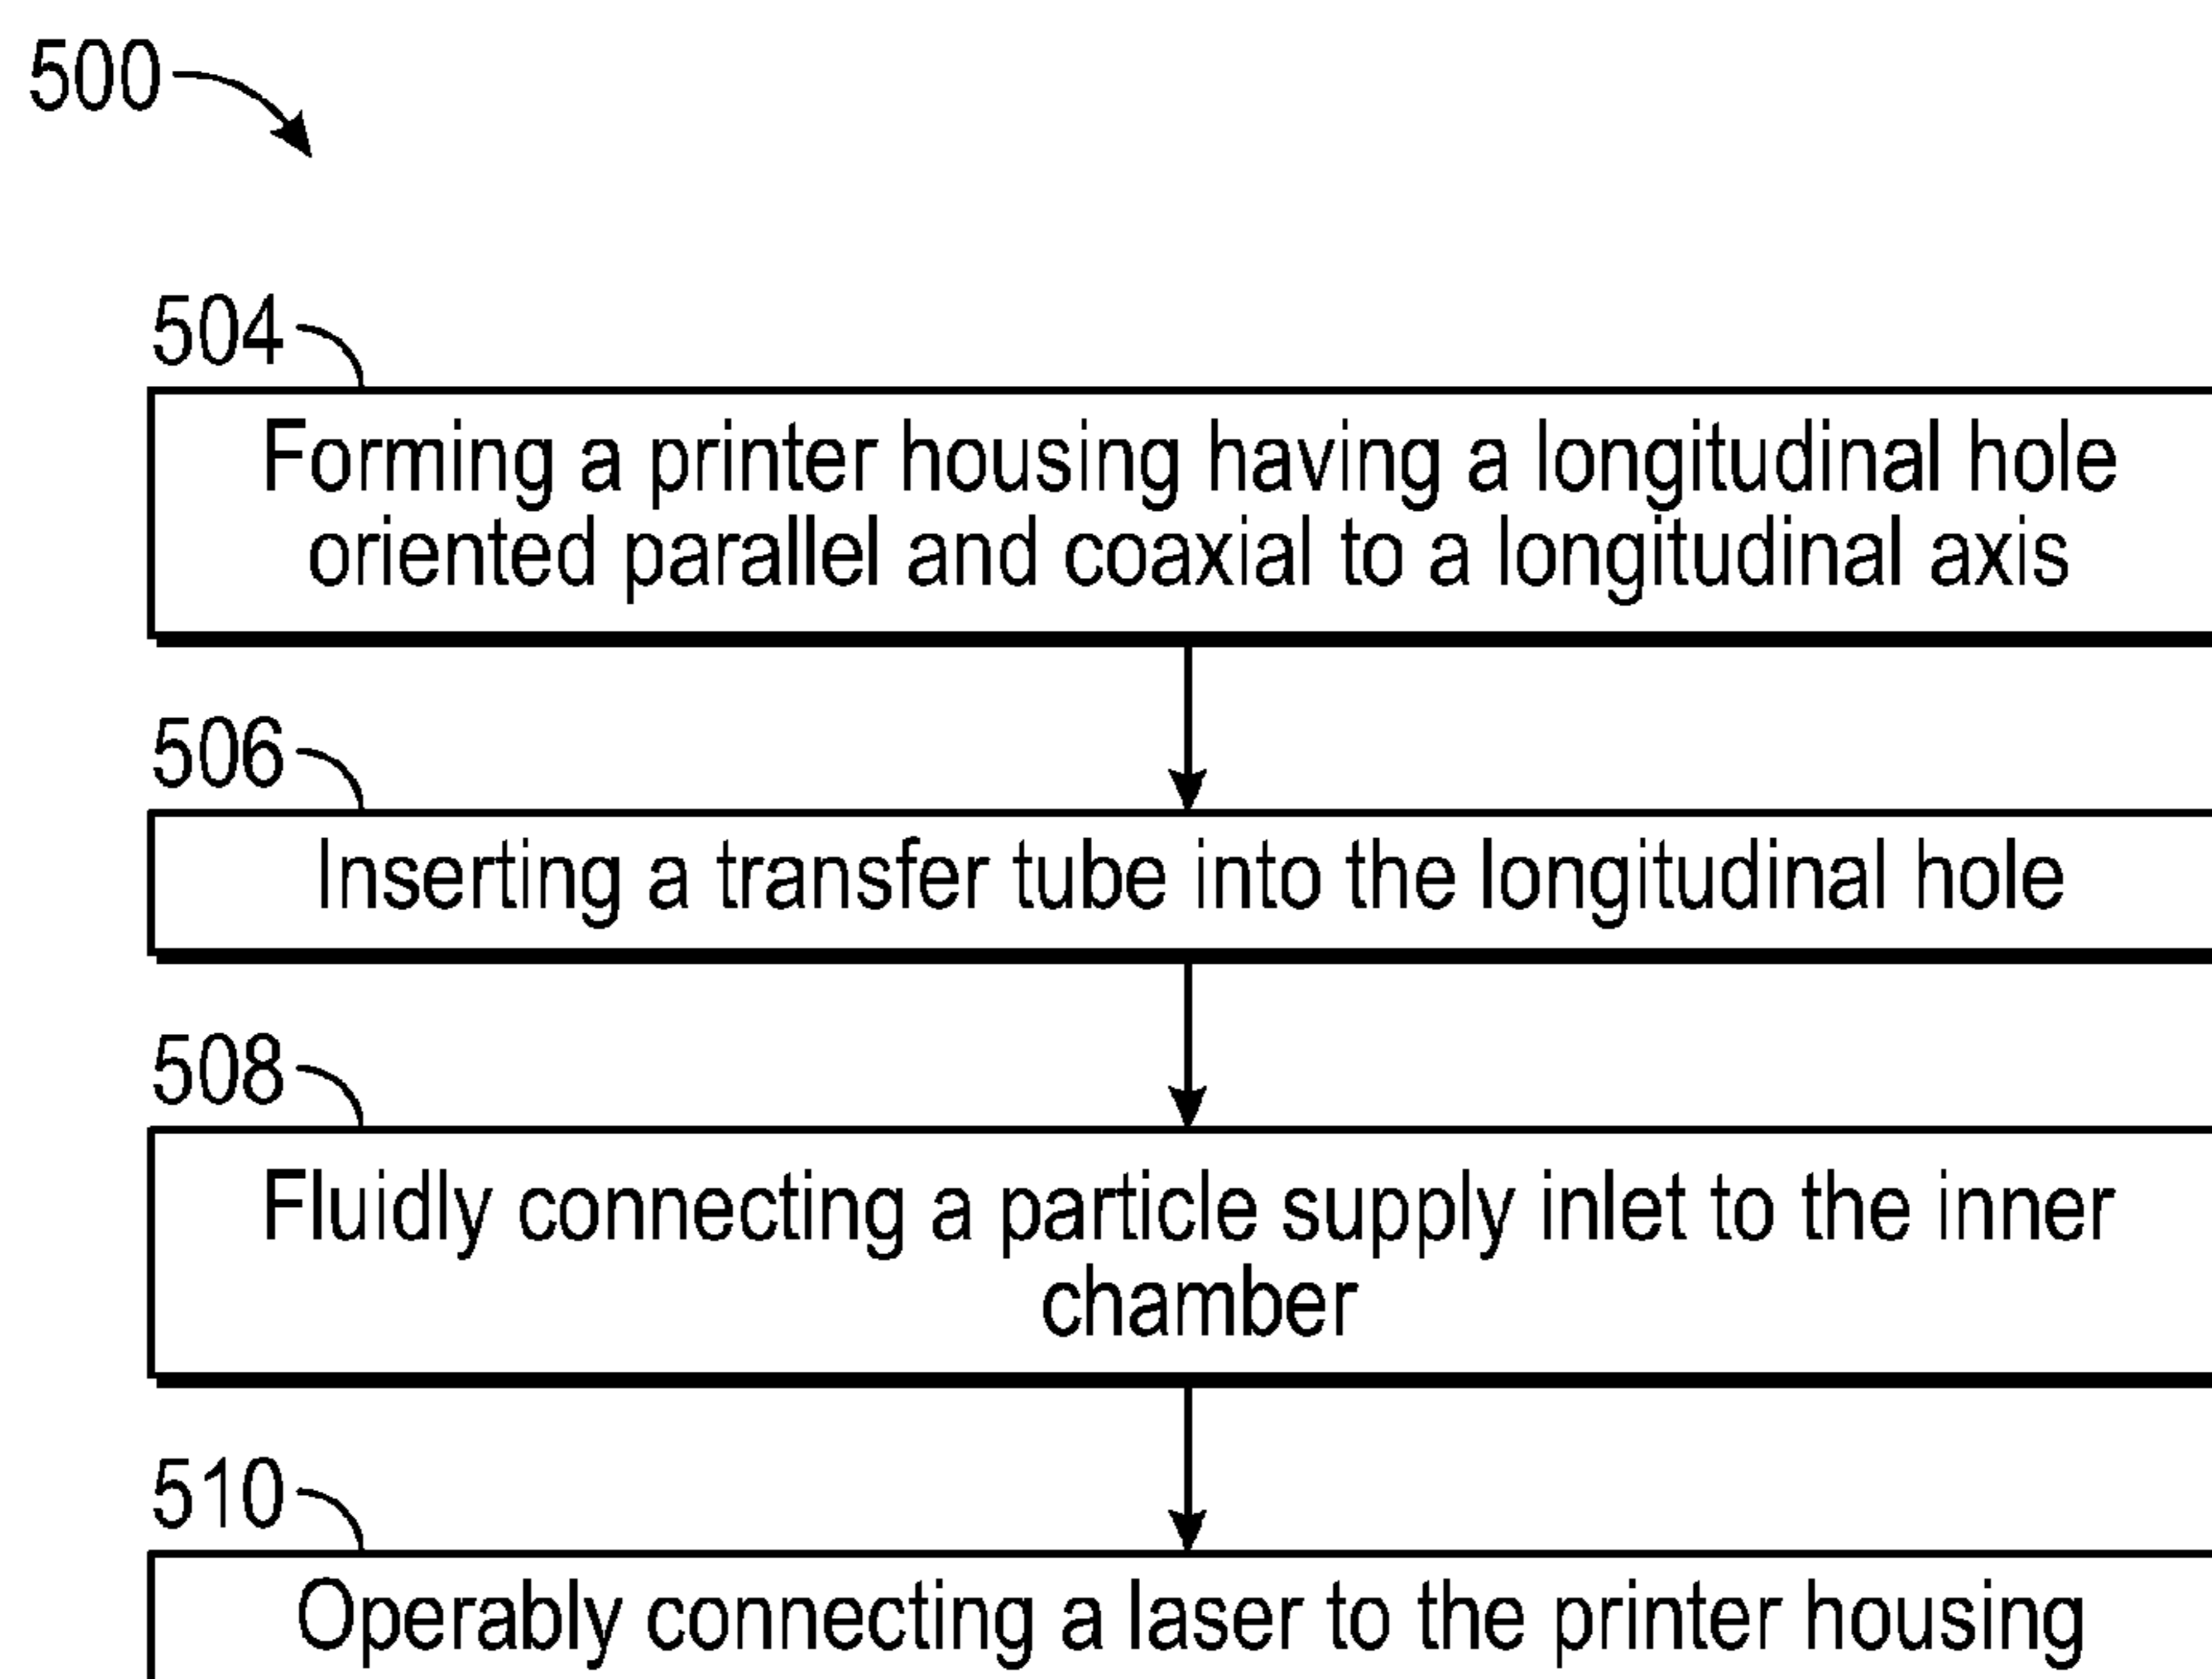 500
504
Forming a printer housing having a longitudinal hole
oriented parallel and coaxial to a longitudinal axis
506
Inserting a transfer tube into the longitudinal hole
508
Fluidly connecting a particle supply inlet to the inner
chamber
510
Operably connecting a laser to the printer housing